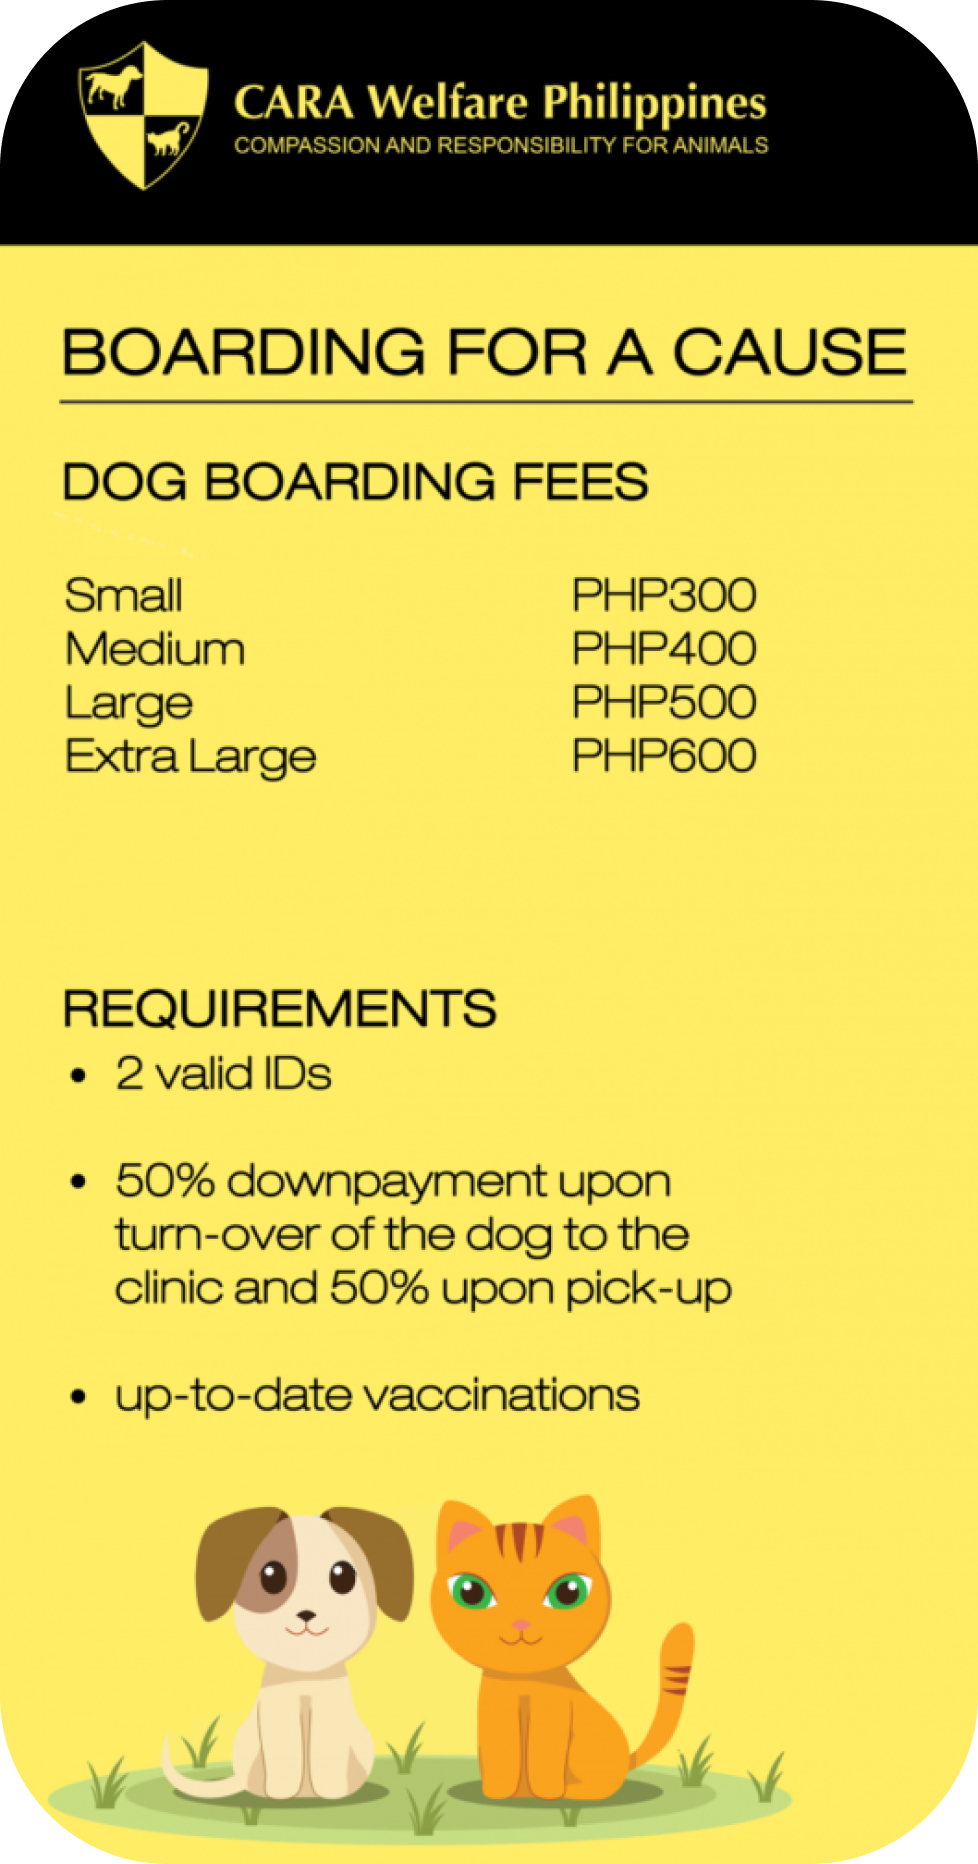 CARA Welfare Philippines
COMPASSION AND RESPONSIBILITY FOR ANIMALS
BOARDING FOR A CAUSE
DOG BOARDING FEES
Small PHP300
Medium PHP400
Large PHP500
Extra Large PHP600
REQUIREMENTS
• 2 valid IDs
• 50% downpayment upon
turn-over of the dog to the
clinic and 50% upon pick-up
• up-to-date vaccinations